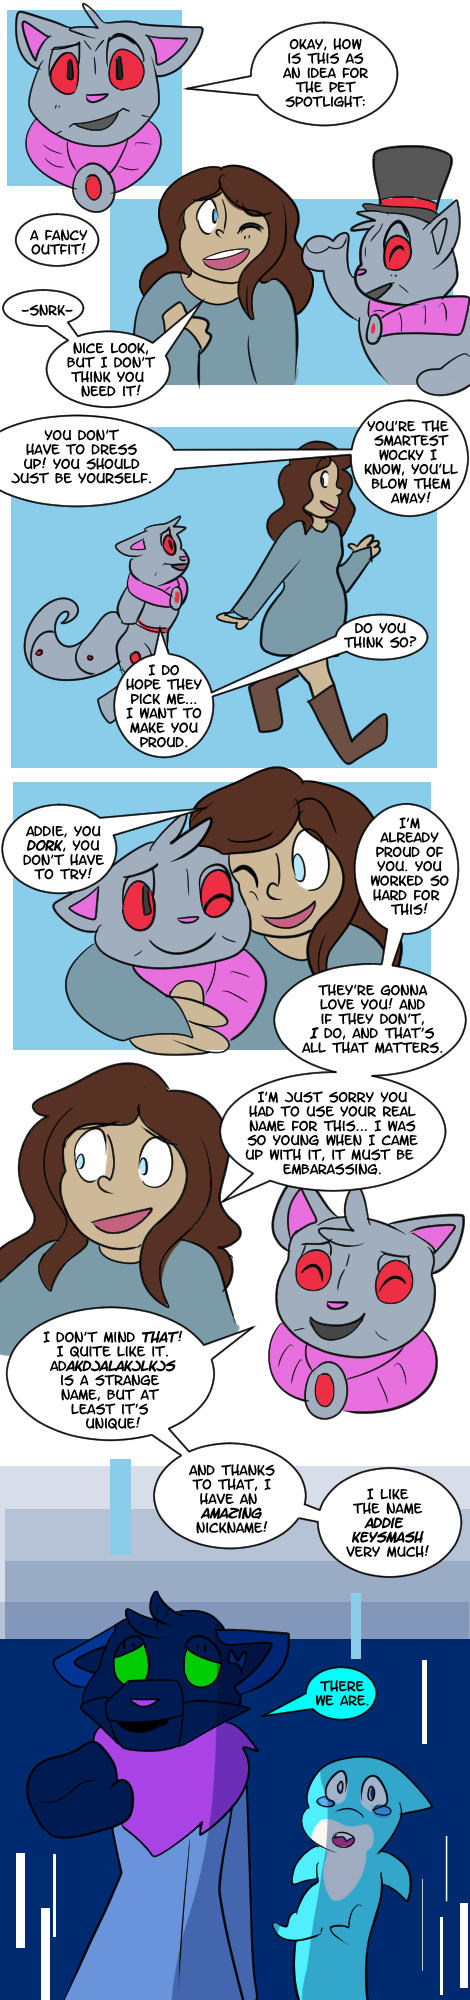 OKAY, HOW
IS THIS AS
AN IDEA FOR
THE PET
SPOTLIGHT:
A FANCY
OUTFIT!
-SNRK-
NICE LOOK,
BUT I DON'T
THINK YOU
NEED IT!
YOU DON'T
HAVE TO DRESS
UP! YOU SHOULD
JUST BE YOURSELF.
YOU'RE THE
SMARTEST
WOCKY I
KNOW, YOU'LL
BLOW THEM
AWAY!
DO YOU
THINK SO?
I DO
HOPE THEY
PICK ME...
I WANT TO
MAKE YOU
PROUD.
ADDIE, YOU
DORK, YOU
DON'T HAVE
TO TRY!
I'M
ALREADY
PROUD OF
YOU. YOU
WORKED SO
HARD FOR
THIS!
THEY'RE GONNA
LOVE YOU! AND
IF THEY DON'T,
I DO, AND THAT'S
ALL THAT MATTERS.
I'M JUST SORRY YOU
HAD TO USE YOUR REAL
NAME FOR THIS... I WAS
SO YOUNG WHEN I CAME
UP WITH IT, IT MUST BE
EMBARASSING.
I DON'T MIND THAT!
I QUITE LIKE IT.
ADAKDJALAKJLKJS
IS A STRANGE
NAME, BUT AT
LEAST IT'S
UNIQUE!
AND THANKS
TO THAT, I
HAVE AN
AMAZING
NICKNAME!
I LIKE
THE NAME
ADDIE
KEYSMASH
VERY MUCH!
THERE
WE ARE.